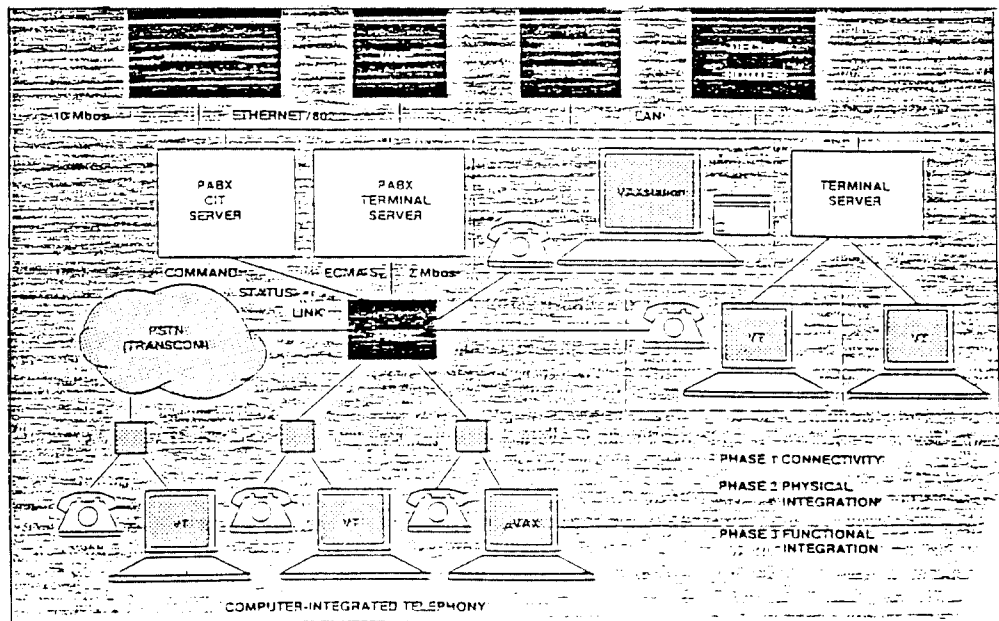 10 Mbps
ETHERNET/802
LAN
PABX
CIT
SERVER
PABX
TERMINAL
SERVER
VAXstation
TERMINAL
SERVER
COMMAND
STATUS
LINK
2 Mbps
PSTN
(TRANSCOM)
VT
VT
VT
VT
μVAX
PHASE 1 CONNECTIVITY
PHASE 2 PHYSICAL
INTEGRATION
PHASE 3 FUNCTIONAL
INTEGRATION
COMPUTER-INTEGRATED TELEPHONY